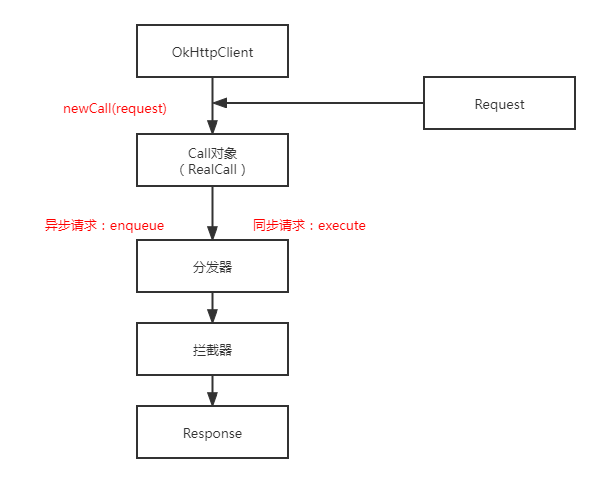 OkHttpClient
newCall(request)
Request
Call对象
（RealCall）
异步请求：enqueue
同步请求：execute
分发器
拦截器
Response